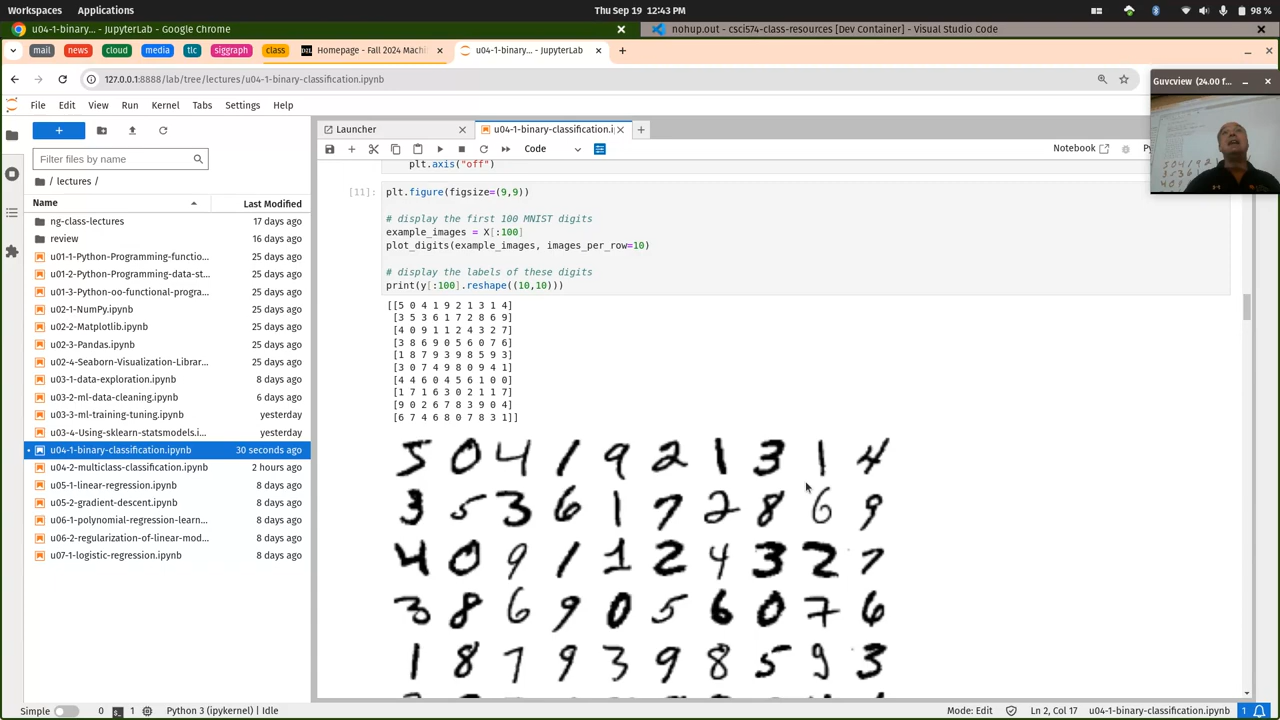 Workspaces Applications Thu Sep 19 12:43 PM 98 %
u04-1-binary-... - JupyterLab - Google Chrome nohup.out - csci574-class-resources [Dev Container] - Visual Studio Code
mail news cloud media tlc siggraph class Homepage - Fall 2024 Machi u04-1-binary-... - JupyterLab
127.0.0.1:8888/lab/tree/lectures/u04-1-binary-classification.ipynb
Guvcview (24.00 f...
File Edit View Run Kernel Tabs Settings Help
Launcher u04-1-binary-classification.i
Filter files by name
Code Notebook Py
/ lectures /
Name Last Modified
ng-class-lectures 17 days ago
review 16 days ago
u01-1-Python-Programming-functio... 25 days ago
u01-2-Python-Programming-data-st... 25 days ago
u01-3-Python-oo-functional-progra... 25 days ago
u02-1-NumPy.ipynb 25 days ago
u02-2-Matplotlib.ipynb 25 days ago
u02-3-Pandas.ipynb 25 days ago
u02-4-Seaborn-Visualization-Librar... 25 days ago
u03-1-data-exploration.ipynb 8 days ago
u03-2-ml-data-cleaning.ipynb 6 days ago
u03-3-ml-training-tuning.ipynb yesterday
u03-4-Using-sklearn-statsmodels.i... yesterday
u04-1-binary-classification.ipynb 30 seconds ago
u04-2-multiclass-classification.ipynb 2 hours ago
u05-1-linear-regression.ipynb 8 days ago
u05-2-gradient-descent.ipynb 8 days ago
u06-1-polynomial-regression-learn... 8 days ago
u06-2-regularization-of-linear-mod... 8 days ago
u07-1-logistic-regression.ipynb 8 days ago
plt.axis("off")
[11]: plt.figure(figsize=(9,9))
# display the first 100 MNIST digits
example_images = X[:100]
plot_digits(example_images, images_per_row=10)
# display the labels of these digits
print(y[:100].reshape((10,10)))
[[5 0 4 1 9 2 1 3 1 4]
[3 5 3 6 1 7 2 8 6 9]
[4 0 9 1 1 2 4 3 2 7]
[3 8 6 9 0 5 6 0 7 6]
[1 8 7 9 3 9 8 5 9 3]
[3 0 7 4 9 8 0 9 4 1]
[4 4 6 0 4 5 6 1 0 0]
[1 7 1 6 3 0 2 1 1 7]
[9 0 2 6 7 8 3 9 0 4]
[6 7 4 6 8 0 7 8 3 1]]
5 0 4 1 9 2 1 3 1 4
3 5 3 6 1 7 2 8 6 9
4 0 9 1 1 2 4 3 2 7
3 8 6 9 0 5 6 0 7 6
1 8 7 9 3 9 8 5 9 3
Simple 0 1 Python 3 (ipykernel) | Idle Mode: Edit Ln 2, Col 17 u04-1-binary-classification.ipynb 1